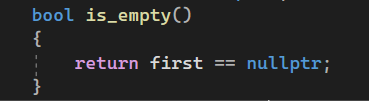 bool is_empty()
{
    return first == nullptr;
}